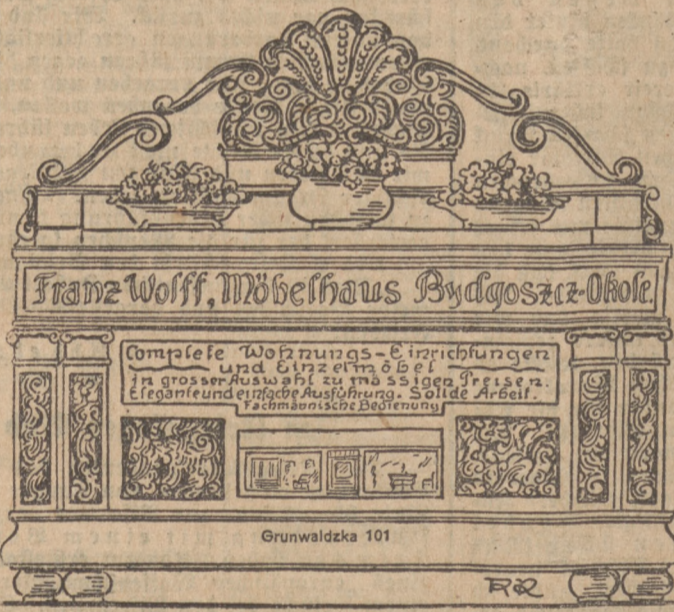 Franz Wolff, Möbelhaus Bydgoszcz-Okole.
Complete Wohnungs-Einrichtungen
und Einzelmöbel
in grosser Auswahl zu mässigen Preisen.
Elegante und einfache Ausführung. Solide Arbeit.
Fachmännische Bedienung
Grunwaldzka 101
RR